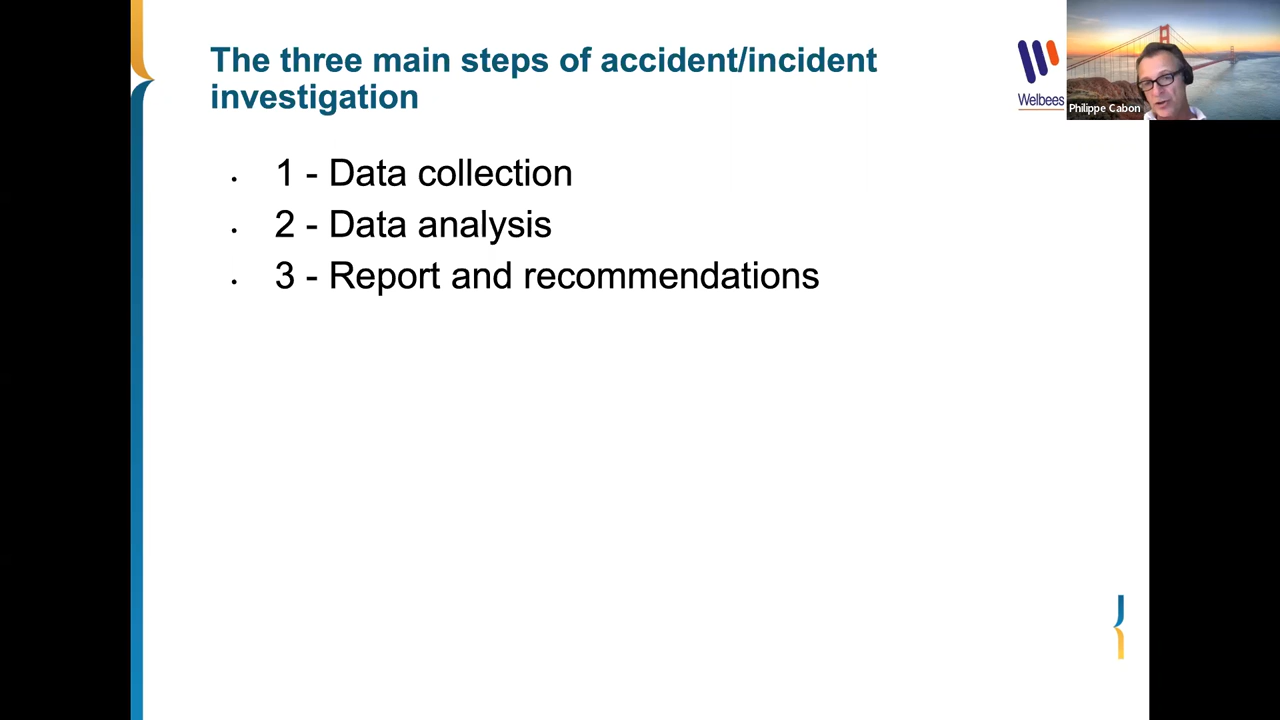 The three main steps of accident/incident
investigation
Welbees
Philippe Cabon
• 1 - Data collection
• 2 - Data analysis
• 3 - Report and recommendations